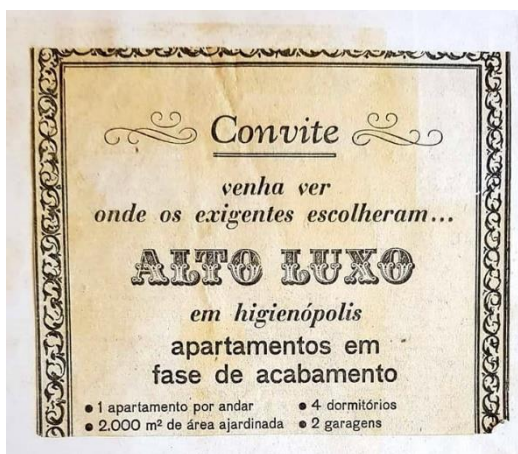 Convite
venha ver
onde os exigentes escolheram...
ALTO LUXO
em higienópolis
apartamentos em
fase de acabamento
• 1 apartamento por andar • 4 dormitórios
• 2.000 m² de área ajardinada • 2 garagens